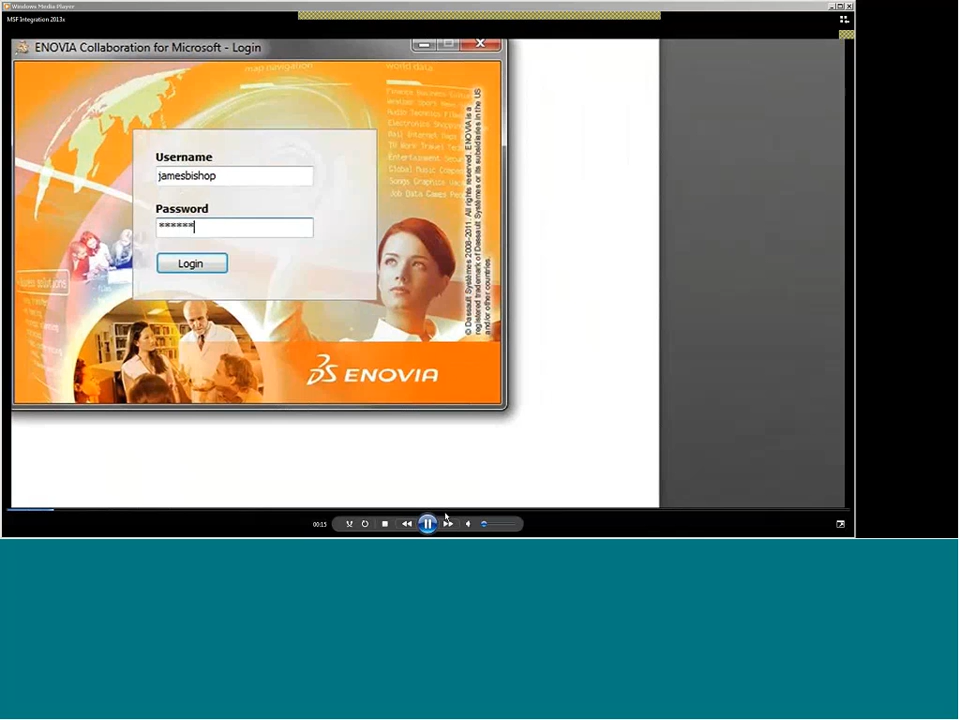 Windows Media Player
MSF Integration 2013x
ENOVIA Collaboration for Microsoft - Login
map navigation
world data
Username
jamesbishop
Password
******
Login
© Dassault Systèmes 2008-2011. All rights reserved. ENOVIA is a
registered trademark of Dassault Systèmes or its subsidiaries in the US
and/or other countries.
ENOVIA
00:15